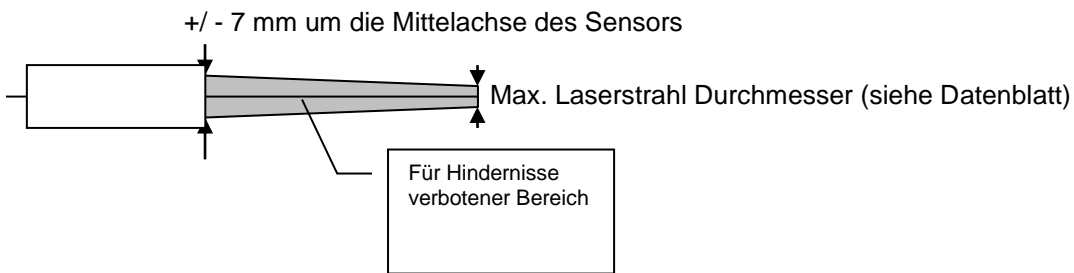 +/ - 7 mm um die Mittelachse des Sensors
Max. Laserstrahl Durchmesser (siehe Datenblatt)
Für Hindernisse
verbotener Bereich